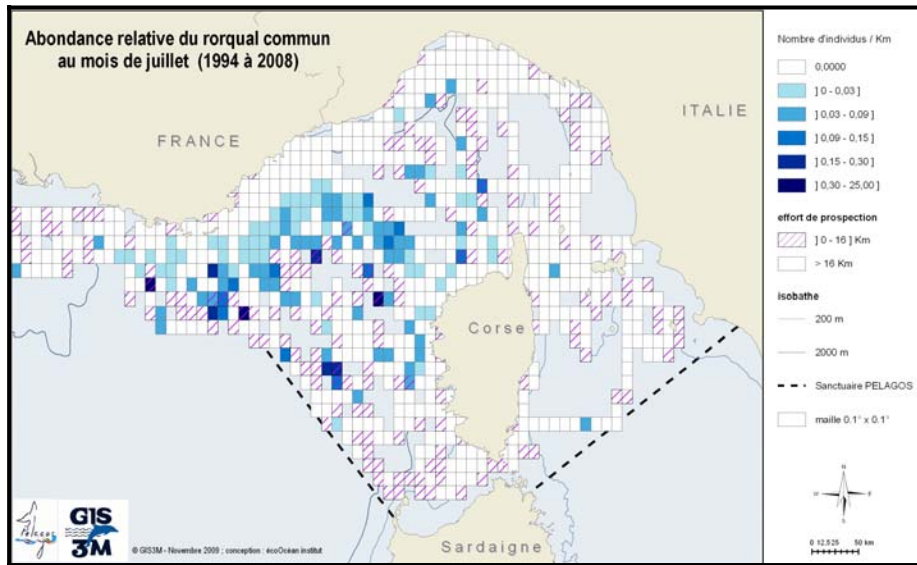 Abondance relative du rorqual commun
au mois de juillet (1994 à 2008)
FRANCE
ITALIE
Corse
Sardaigne
Nombre d'individus / Km
0,0000
] 0 - 0,03 ]
] 0,03 - 0,09 ]
] 0,09 - 0,15 ]
] 0,15 - 0,30 ]
] 0,30 - 25,00 ]
effort de prospection
] 0 - 16 ] Km
> 16 Km
isobathe
200 m
2000 m
Sanctuaire PELAGOS
maille 0.1° x 0.1°
N
S
0 12,5 25 50 km
Pelagos
GIS
3M
© GIS3M - Novembre 2009 ; conception : écoOcéan institut